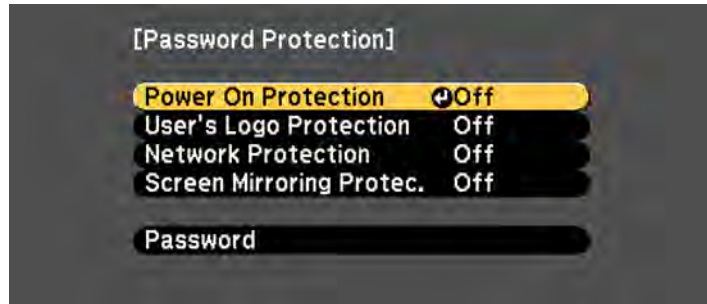 [Password Protection]
Power On Protection Off
User's Logo Protection Off
Network Protection Off
Screen Mirroring Protec. Off
Password